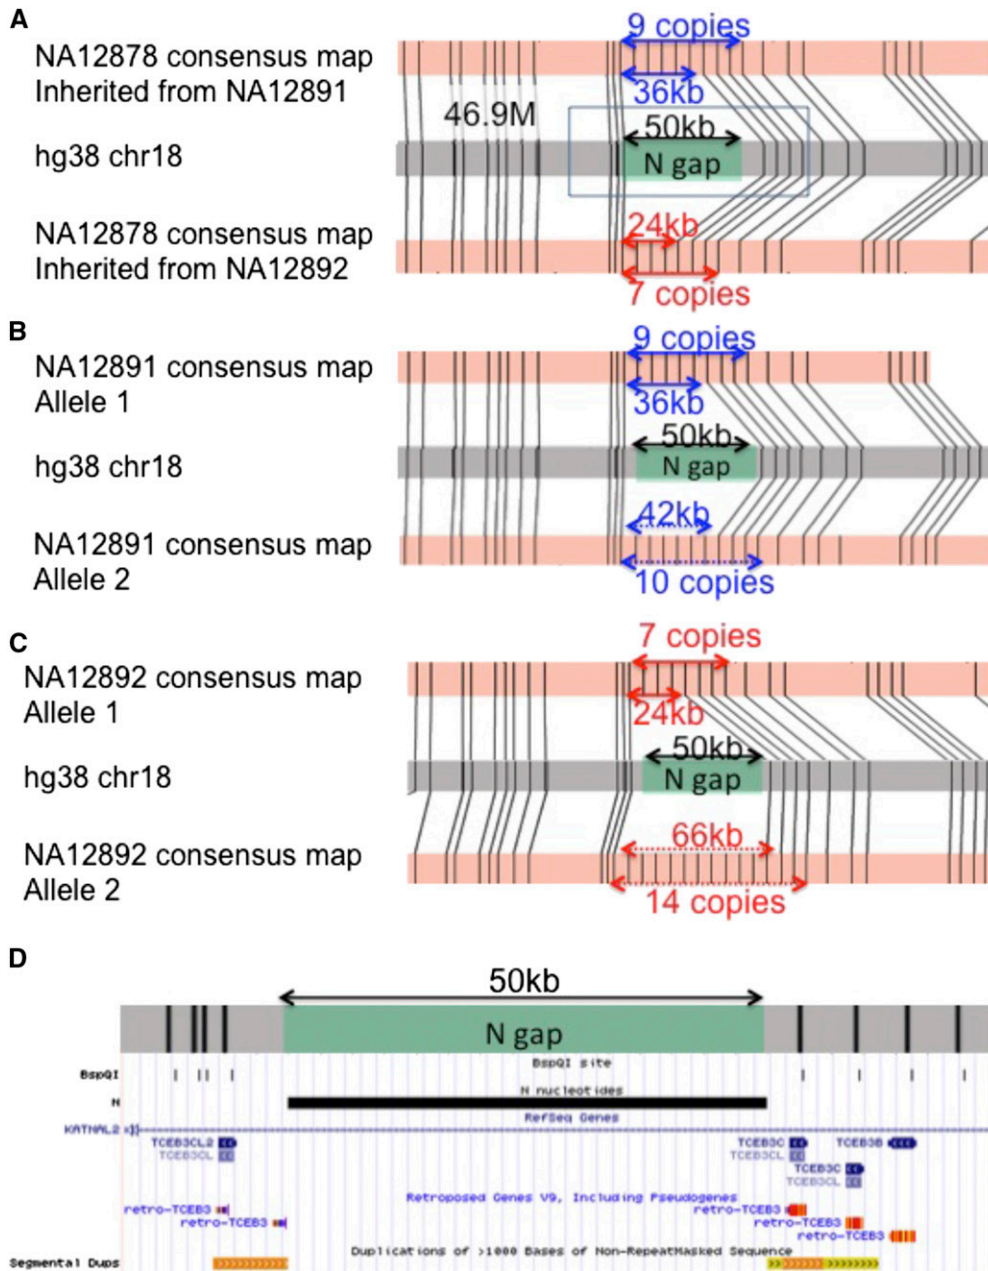 A
NA12878 consensus map
Inherited from NA12891
9 copies
36kb
46.9M
50kb
hg38 chr18
N gap
NA12878 consensus map
Inherited from NA12892
24kb
7 copies
B
NA12891 consensus map
Allele 1
9 copies
36kb
50kb
hg38 chr18
N gap
42kb
NA12891 consensus map
Allele 2
10 copies
C
7 copies
NA12892 consensus map
Allele 1
24kb
50kb
hg38 chr18
N gap
66kb
NA12892 consensus map
Allele 2
14 copies
D
50kb
N gap
BspQI site
BspQI
N nucleotides
N
RefSeq Genes
KATNAL2
TCEB3CL2 TCEB3C TCEB3B
TCEB3CL TCEB3CL
TCEB3C
TCEB3CL
Retroposed Genes V9, Including Pseudogenes
retro-TCEB3 retro-TCEB3
retro-TCEB3 retro-TCEB3
retro-TCEB3
Duplications of >1000 Bases of Non-RepeatMasked Sequence
Segmental Dups